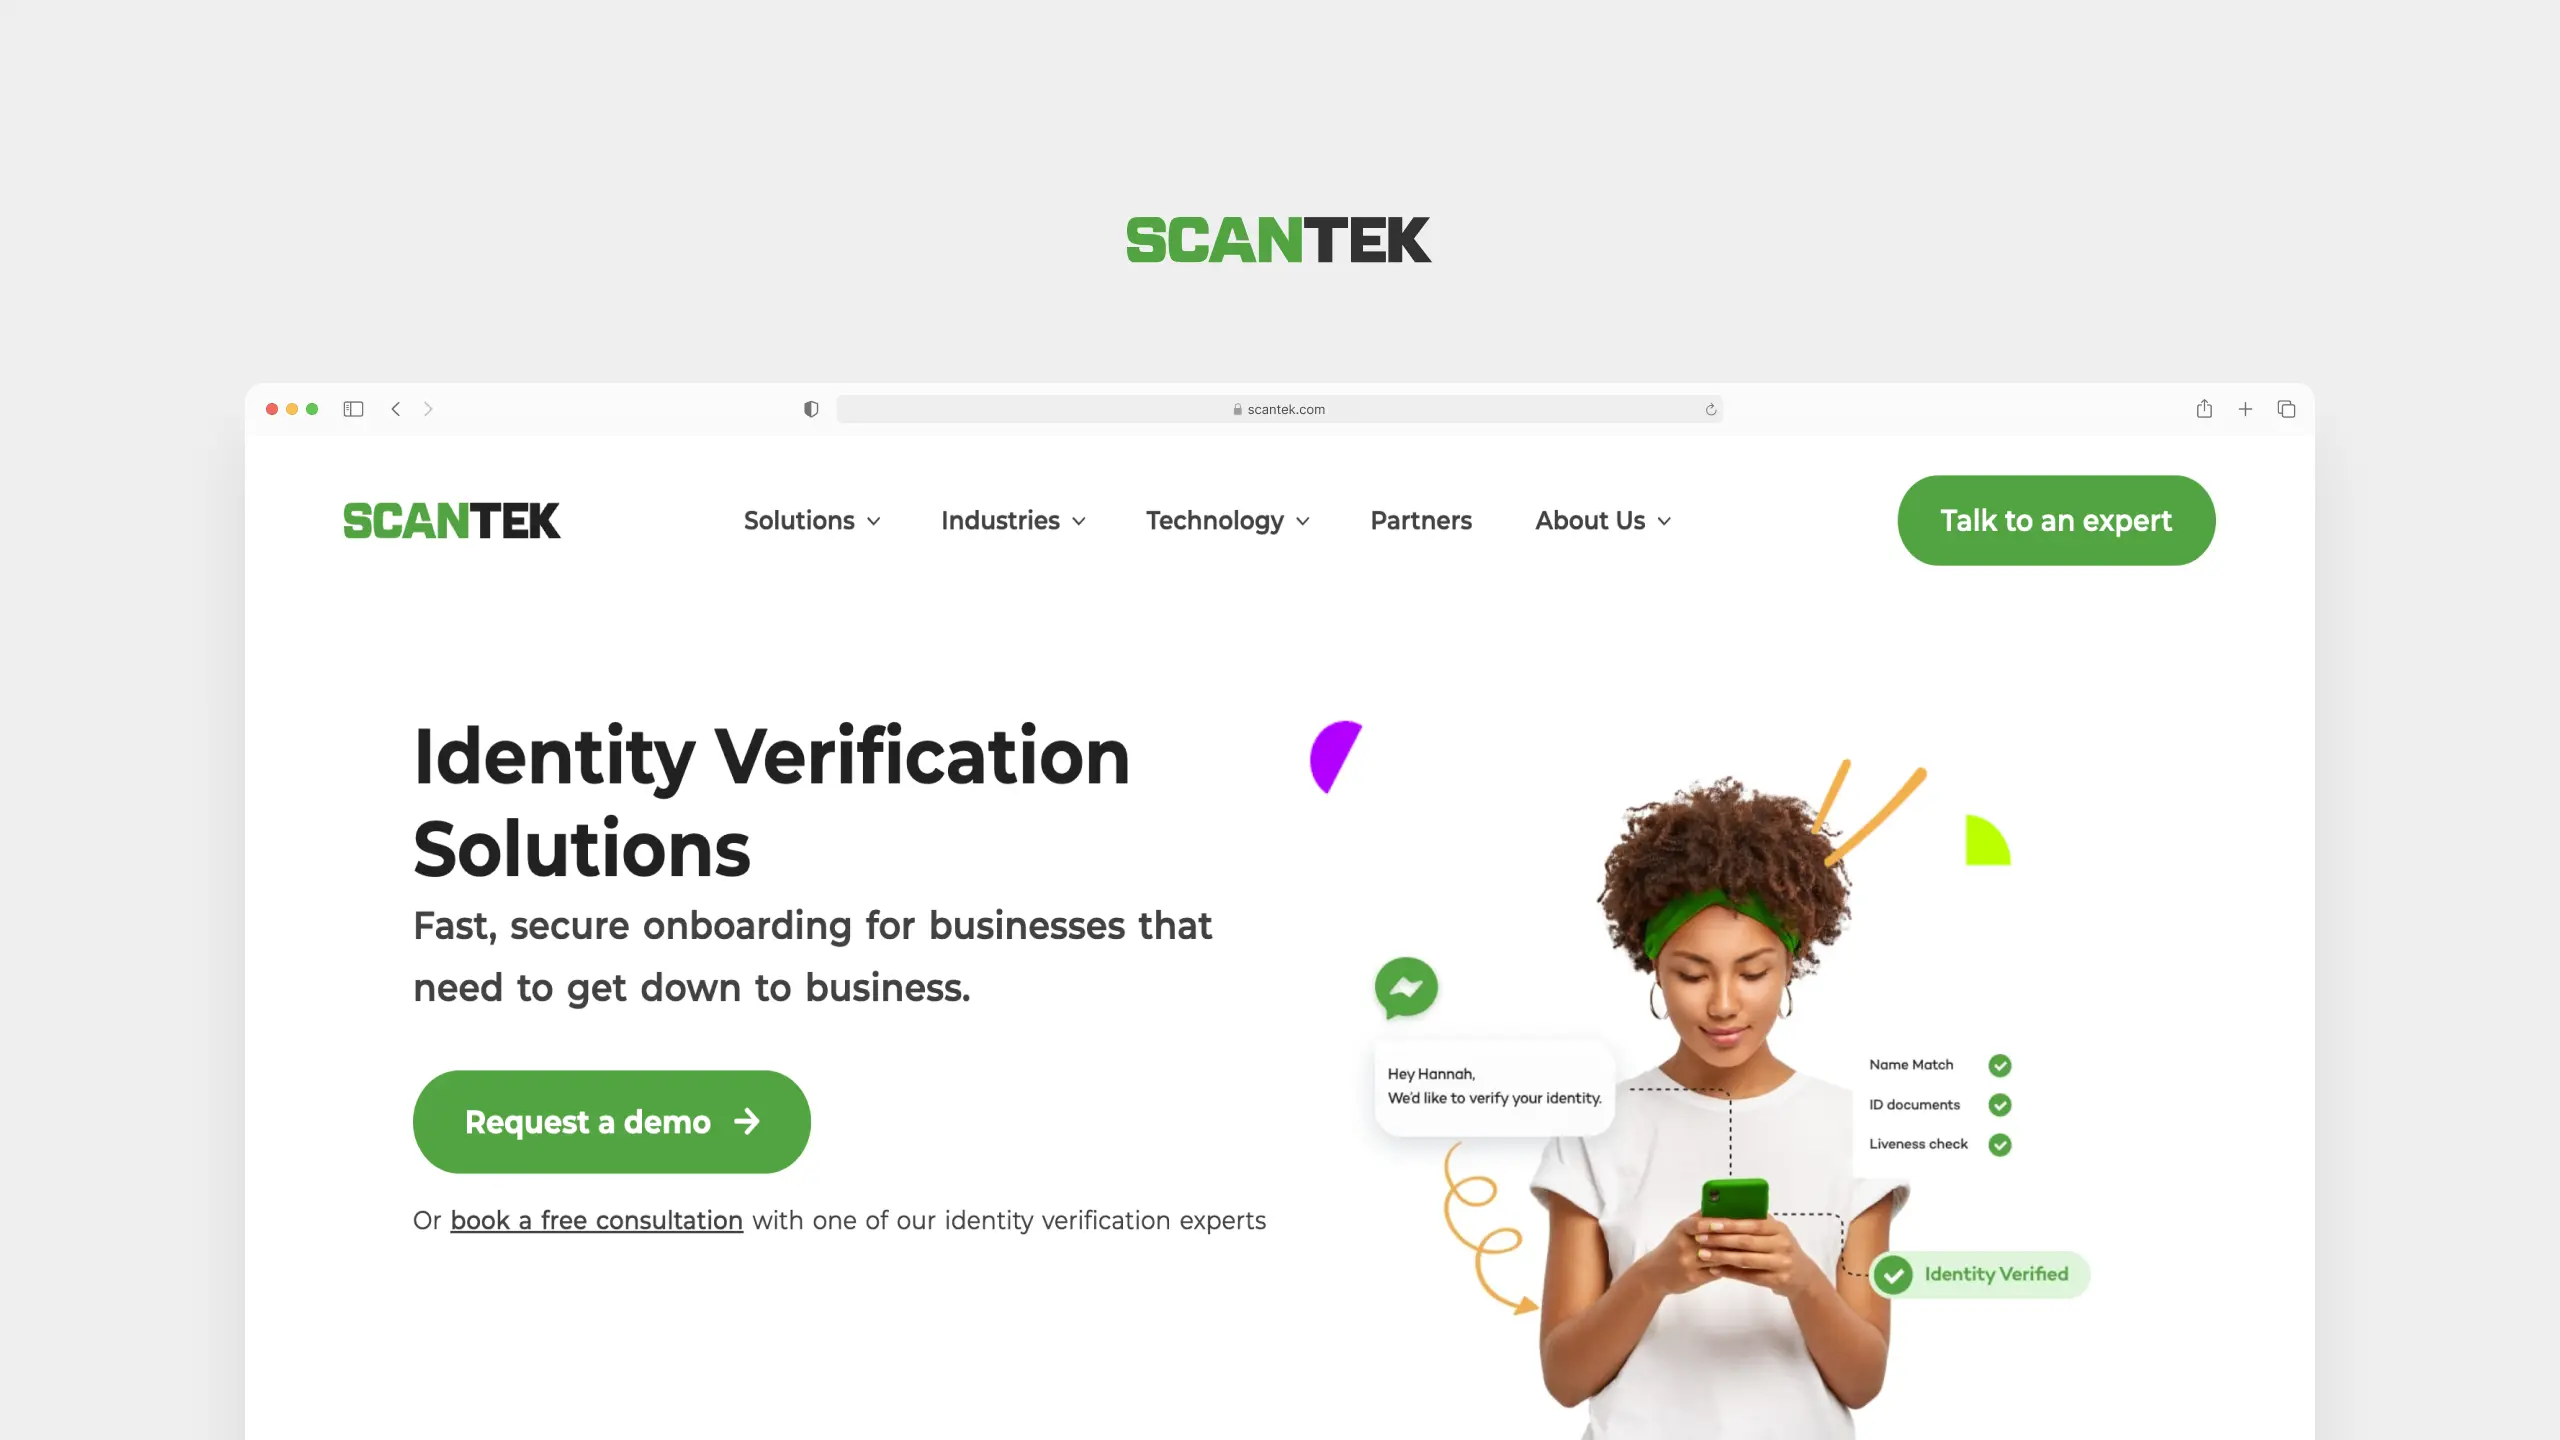 SCANTEK
scantek.com
SCANTEK
Solutions
Industries
Technology
Partners
About Us
Talk to an expert
Identity Verification
Solutions
Fast, secure onboarding for businesses that
need to get down to business.
Request a demo
Or book a free consultation with one of our identity verification experts
Hey Hannah,
We'd like to verify your identity.
Name Match
ID documents
Liveness check
Identity Verified